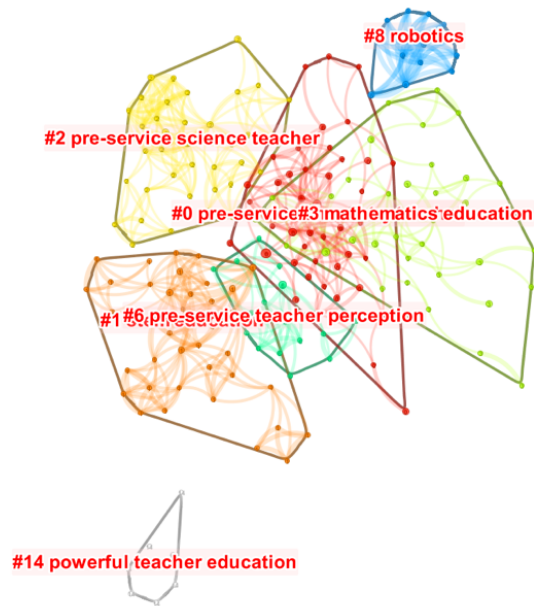 #8 robotics
#2 pre-service science teacher
#0 pre-service
#3 mathematics education
#1
#6 pre-service teacher perception
#14 powerful teacher education